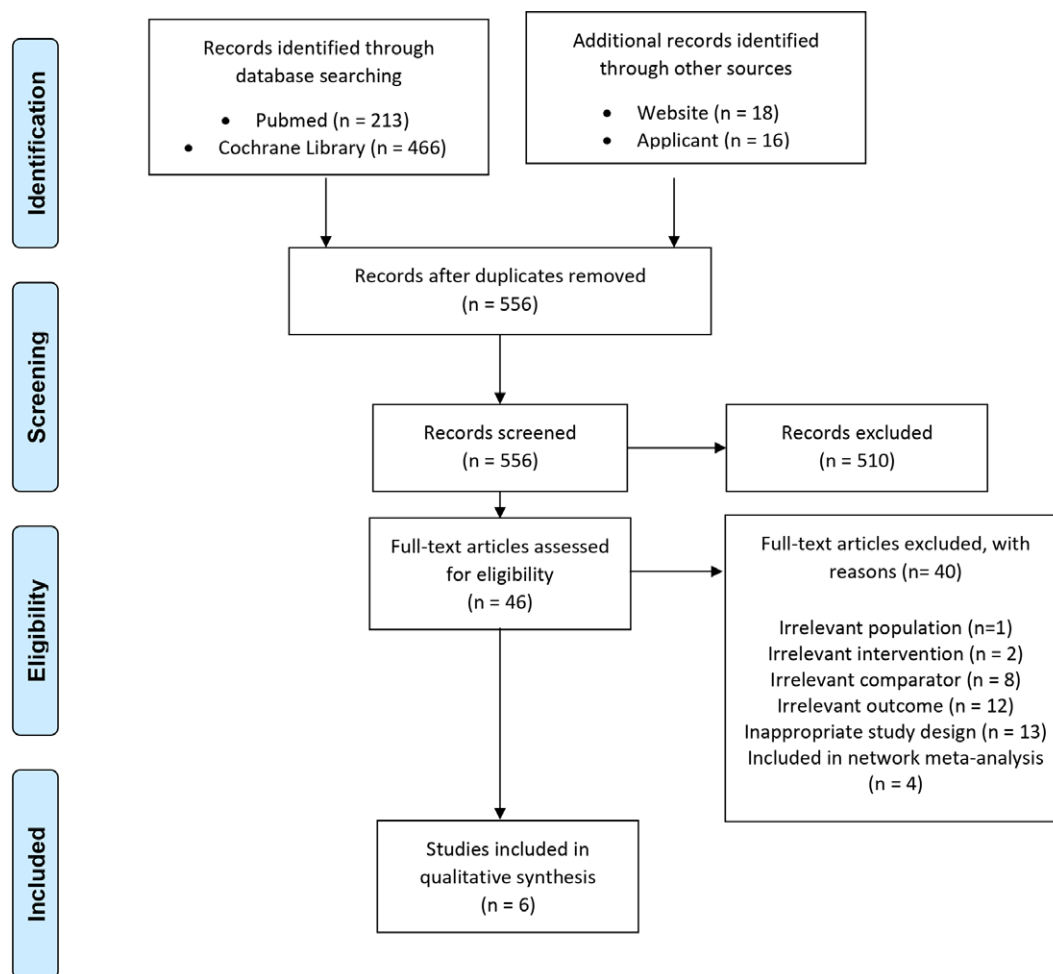 Identification
Records identified through
database searching
• Pubmed (n = 213)
• Cochrane Library (n = 466)
Additional records identified
through other sources
• Website (n = 18)
• Applicant (n = 16)
Records after duplicates removed
(n = 556)
Screening
Records screened
(n = 556)
Records excluded
(n = 510)
Eligibility
Full-text articles assessed
for eligibility
(n = 46)
Full-text articles excluded, with
reasons (n= 40)
Irrelevant population (n=1)
Irrelevant intervention (n = 2)
Irrelevant comparator (n = 8)
Irrelevant outcome (n = 12)
Inappropriate study design (n = 13)
Included in network meta-analysis
(n = 4)
Included
Studies included in
qualitative synthesis
(n = 6)